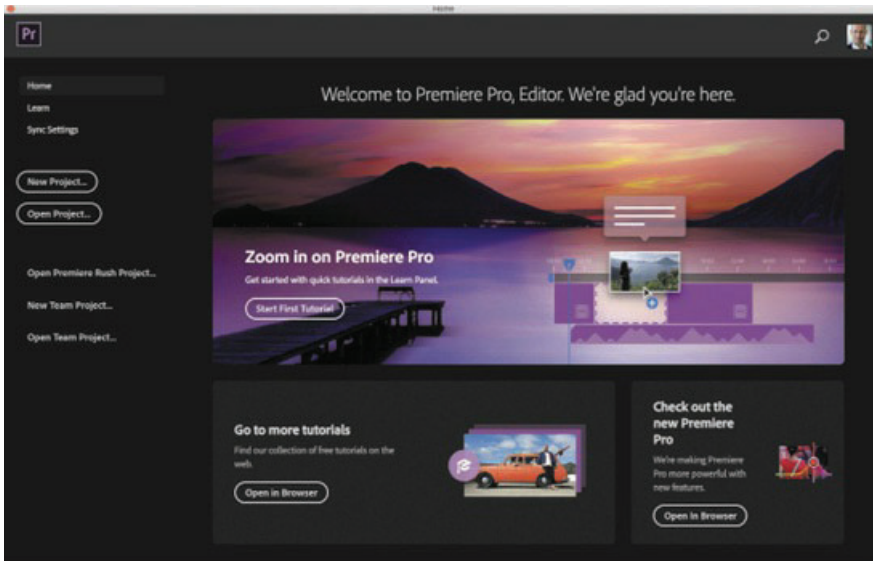 Home
Pr
Home
Learn
Sync Settings
New Project...
Open Project...
Open Premiere Rush Project...
New Team Project...
Open Team Project...
Welcome to Premiere Pro, Editor. We're glad you're here.
Zoom in on Premiere Pro
Get started with quick tutorials in the Learn Panel.
Start First Tutorial
Go to more tutorials
Find our collection of free tutorials on the
web.
Open in Browser
Check out the
new Premiere
Pro
We're making Premiere
Pro more powerful with
new features.
Open In Browser